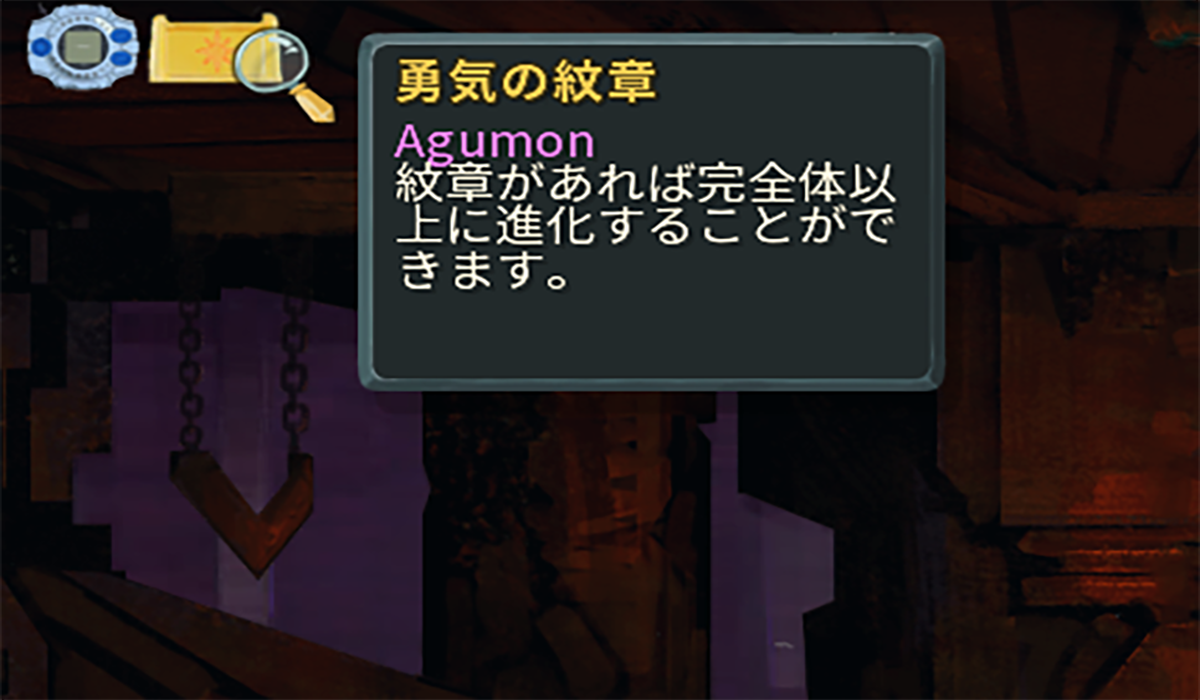 勇気の紋章
Agumon
紋章があれば完全体以
上に進化することがで
きます。